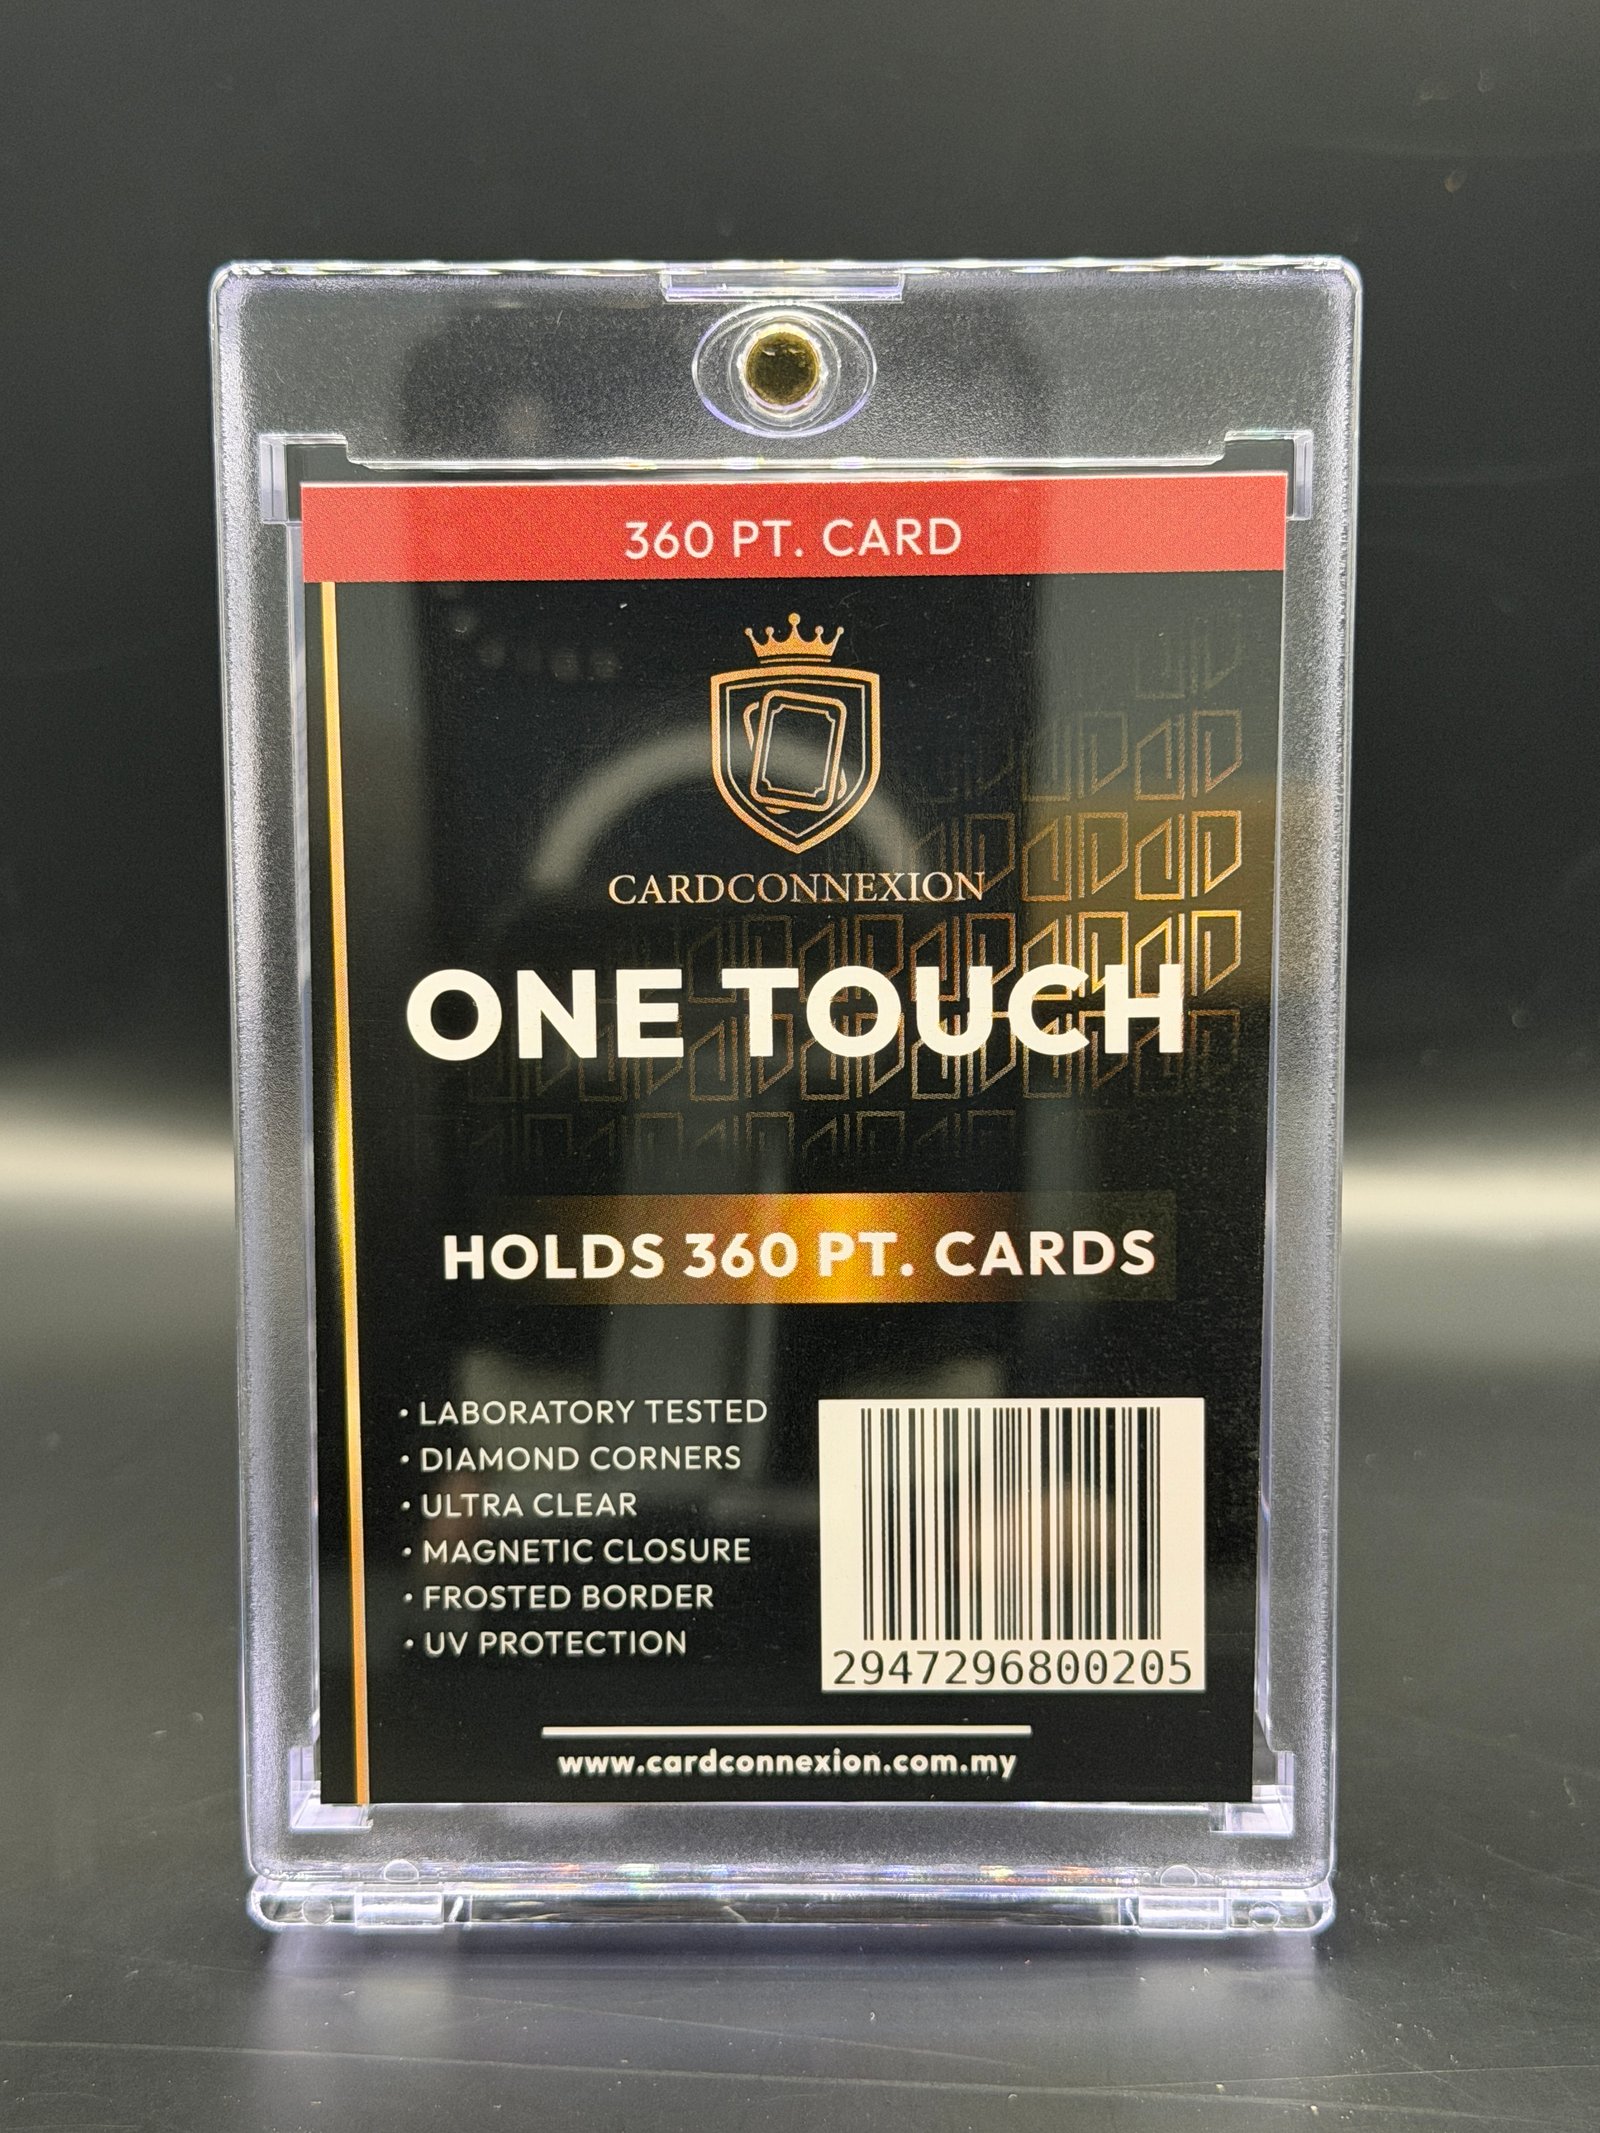 360 PT. CARD
CARDCONNEXION
ONE TOUCH
HOLDS 360 PT. CARDS
• LABORATORY TESTED
• DIAMOND CORNERS
• ULTRA CLEAR
• MAGNETIC CLOSURE
• FROSTED BORDER
• UV PROTECTION
2947296800205
www.cardconnexion.com.my